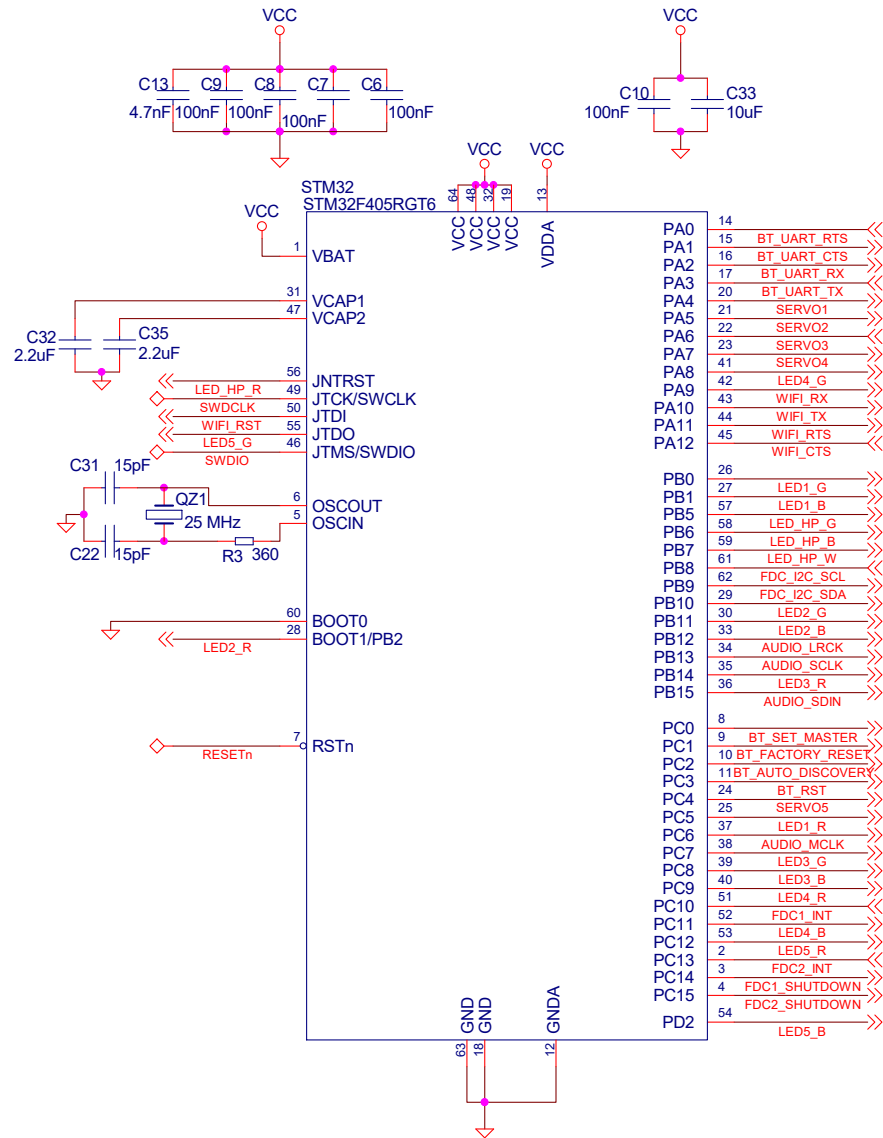 VCC
VCC
C13 C9 C8 C7 C6
4.7nF 100nF 100nF 100nF 100nF
C10 C33
100nF 10uF
VCC VCC
STM32
STM32F405RGT6
64 48 32 19 13
VCC VCC VCC VCC VDDA
VCC
1 VBAT
31 VCAP1
47 VCAP2
C32 C35
2.2uF 2.2uF
56 JNTRST
LED_HP_R
49 JTCK/SWCLK
SWDCLK
50 JTDI
WIFI_RST
55 JTDO
LED5_G
46 JTMS/SWDIO
SWDIO
C31 15pF
QZ1
25 MHz
6 OSCOUT
5 OSCIN
C22 15pF
R3 360
60 BOOT0
28 BOOT1/PB2
LED2_R
7 RSTn
RESETn
PA0 14
BT_UART_RTS
PA1 15
BT_UART_CTS
PA2 16
BT_UART_RX
PA3 17
BT_UART_TX
PA4 20
SERVO1
PA5 21
SERVO2
PA6 22
SERVO3
PA7 23
SERVO4
PA8 41
LED4_G
PA9 42
WIFI_RX
PA10 43
WIFI_TX
PA11 44
WIFI_RTS
PA12 45
WIFI_CTS
PB0 26
LED1_G
PB1 27
LED1_B
PB5 57
LED_HP_G
PB6 58
LED_HP_B
PB7 59
LED_HP_W
PB8 61
FDC_I2C_SCL
PB9 62
FDC_I2C_SDA
PB10 29
LED2_G
PB11 30
LED2_B
PB12 33
AUDIO_LRCK
PB13 34
AUDIO_SCLK
PB14 35
LED3_R
PB15 36
AUDIO_SDIN
PC0 8
BT_SET_MASTER
PC1 9
BT_FACTORY_RESET
PC2 10
BT_AUTO_DISCOVERY
PC3 11
BT_RST
PC4 24
SERVO5
PC5 25
LED1_R
PC6 37
AUDIO_MCLK
PC7 38
LED3_G
PC8 39
LED3_B
PC9 40
LED4_R
PC10 51
FDC1_INT
PC11 52
LED4_B
PC12 53
LED5_R
PC13 2
FDC2_INT
PC14 3
FDC1_SHUTDOWN
PC15 4
FDC2_SHUTDOWN
PD2 54
LED5_B
GND GND GNDA
63 18 12